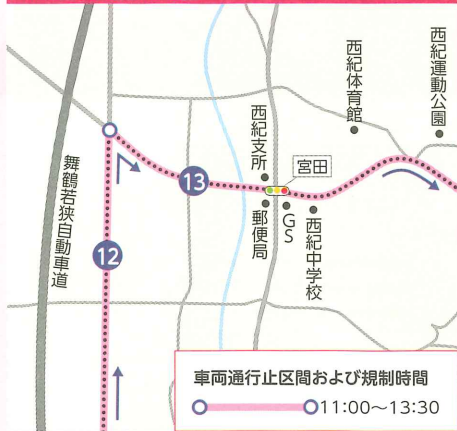 西紀運動公園
西紀体育館
西紀支所
宮田
舞鶴若狭自動車道
13
郵便局
GS
西紀中学校
12
車両通行止区間および規制時間
11:00～13:30